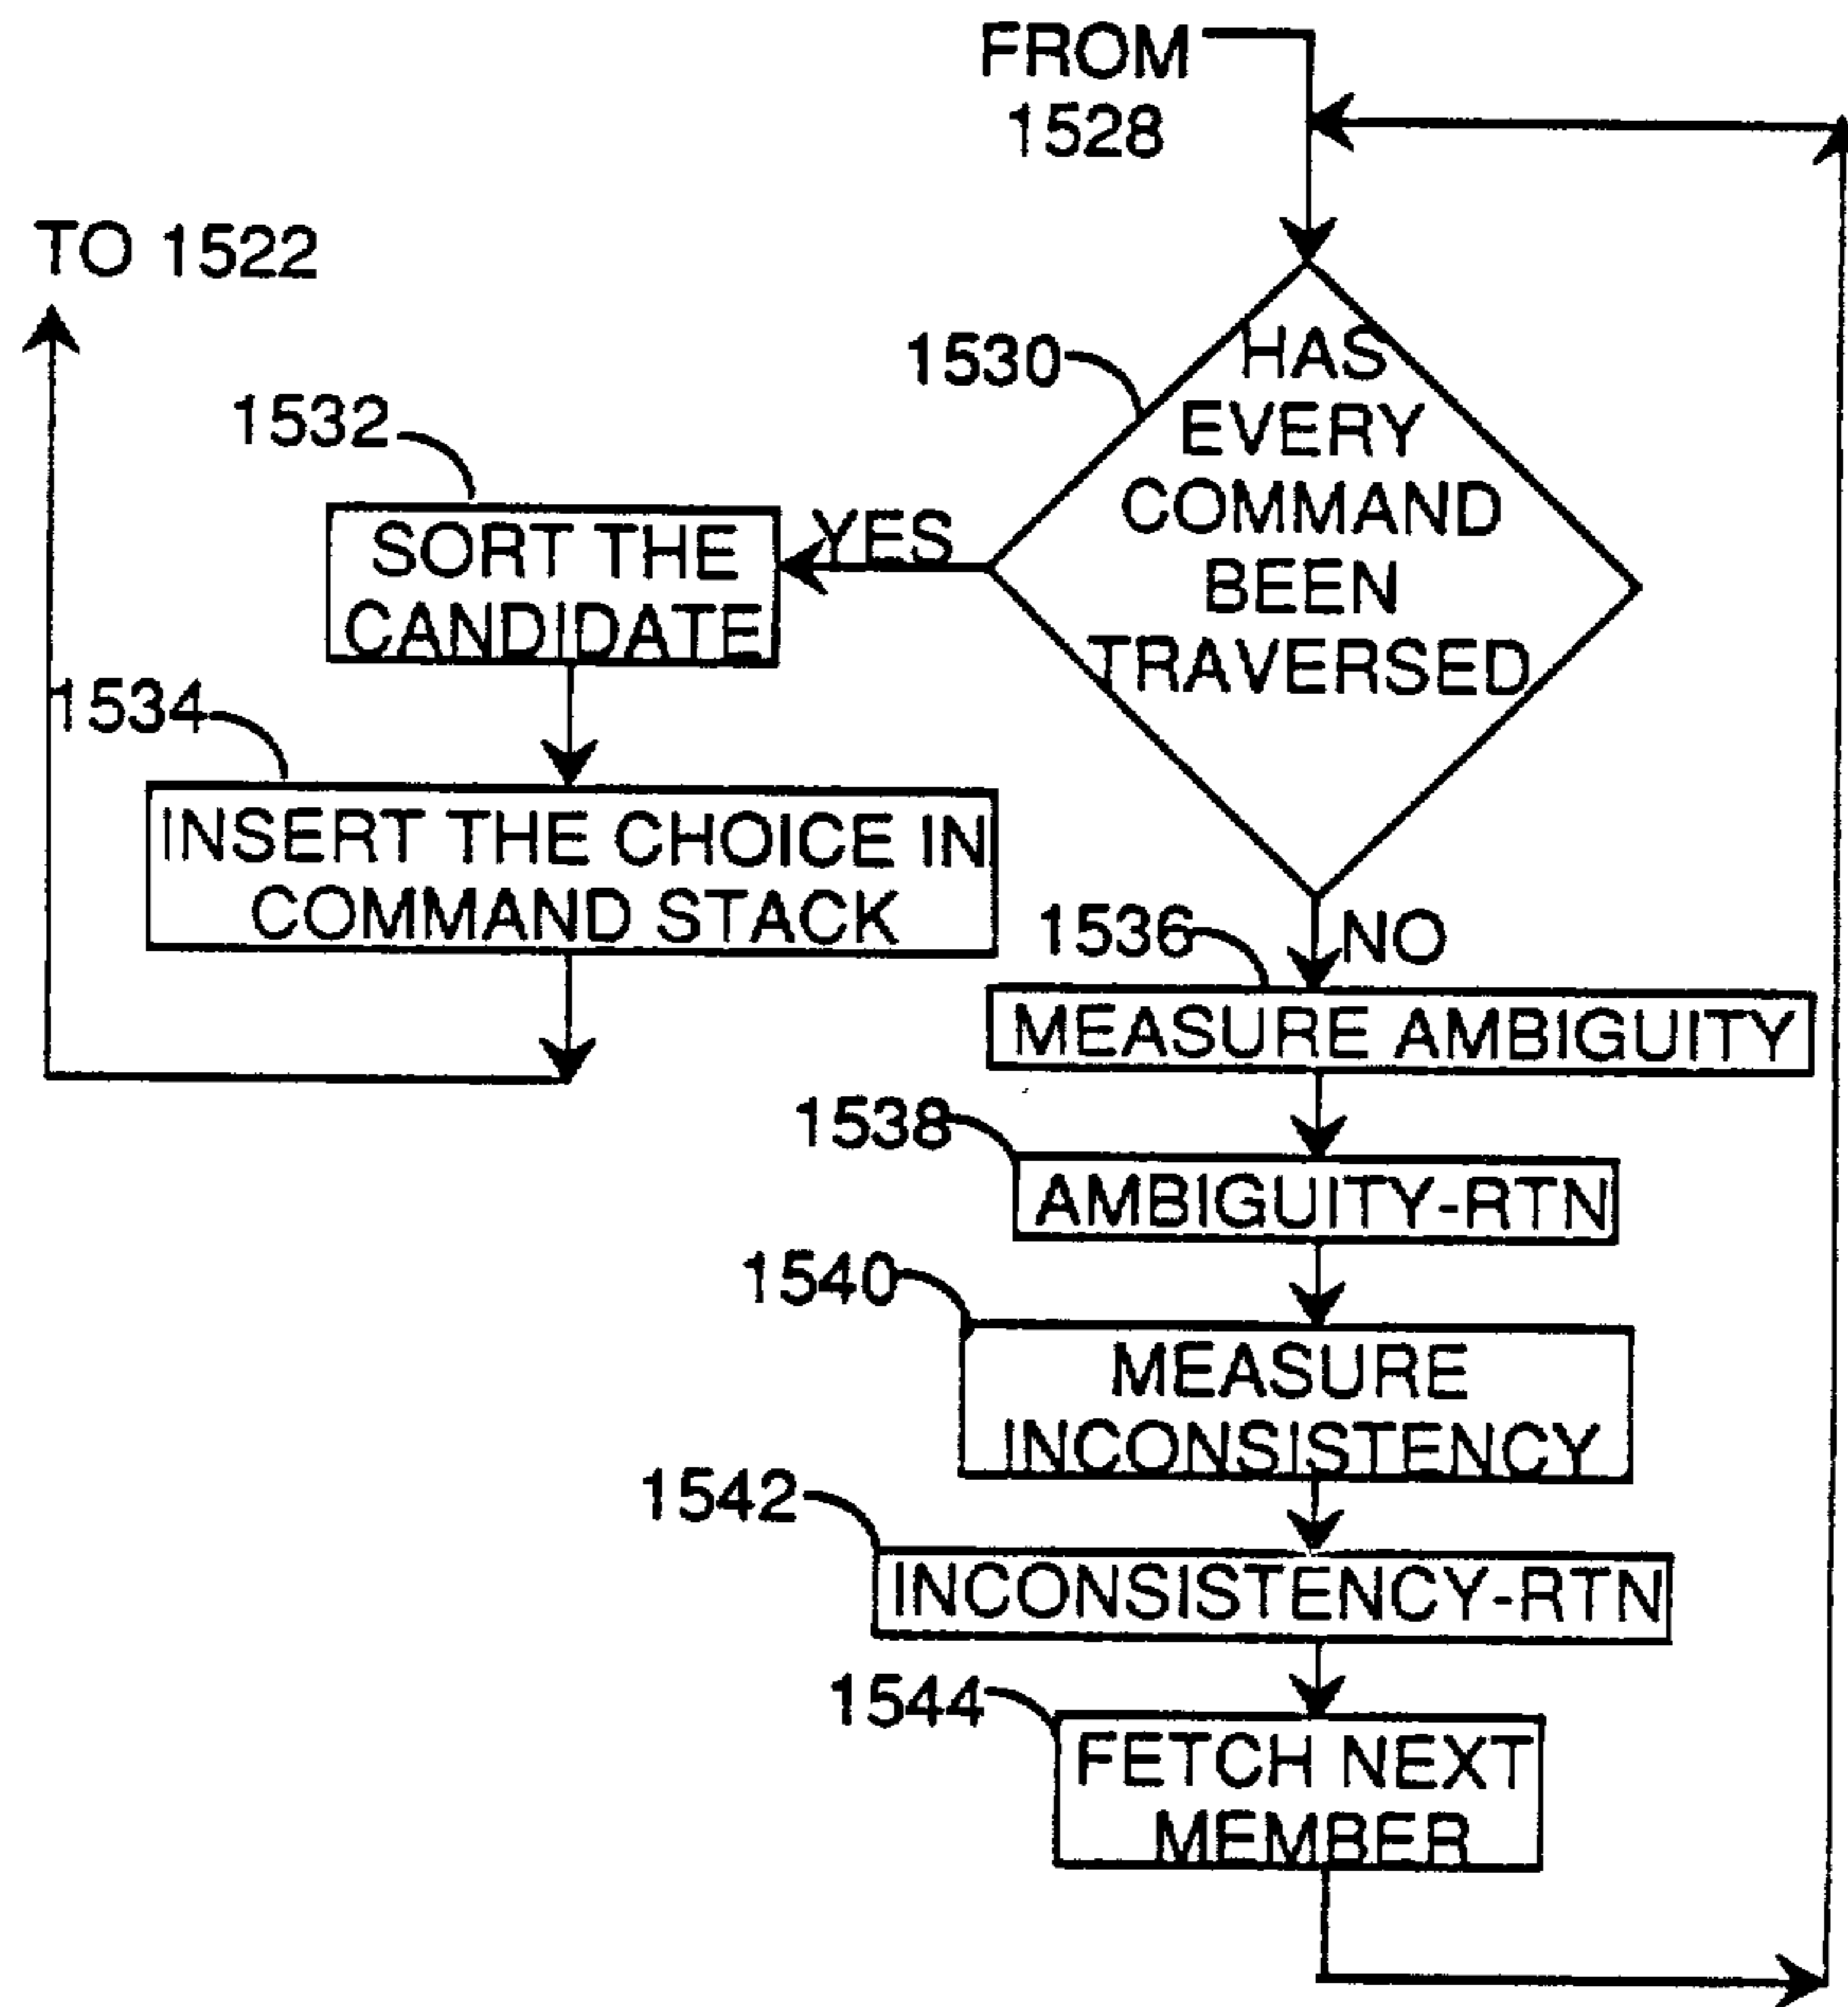 FROM
1528
TO 1522
1530
HAS
EVERY
COMMAND
BEEN
TRAVERSED
YES
1532
SORT THE
CANDIDATE
1534
INSERT THE CHOICE IN
COMMAND STACK
NO
1536
MEASURE AMBIGUITY
1538
AMBIGUITY-RTN
1540
MEASURE
INCONSISTENCY
1542
INCONSISTENCY-RTN
1544
FETCH NEXT
MEMBER